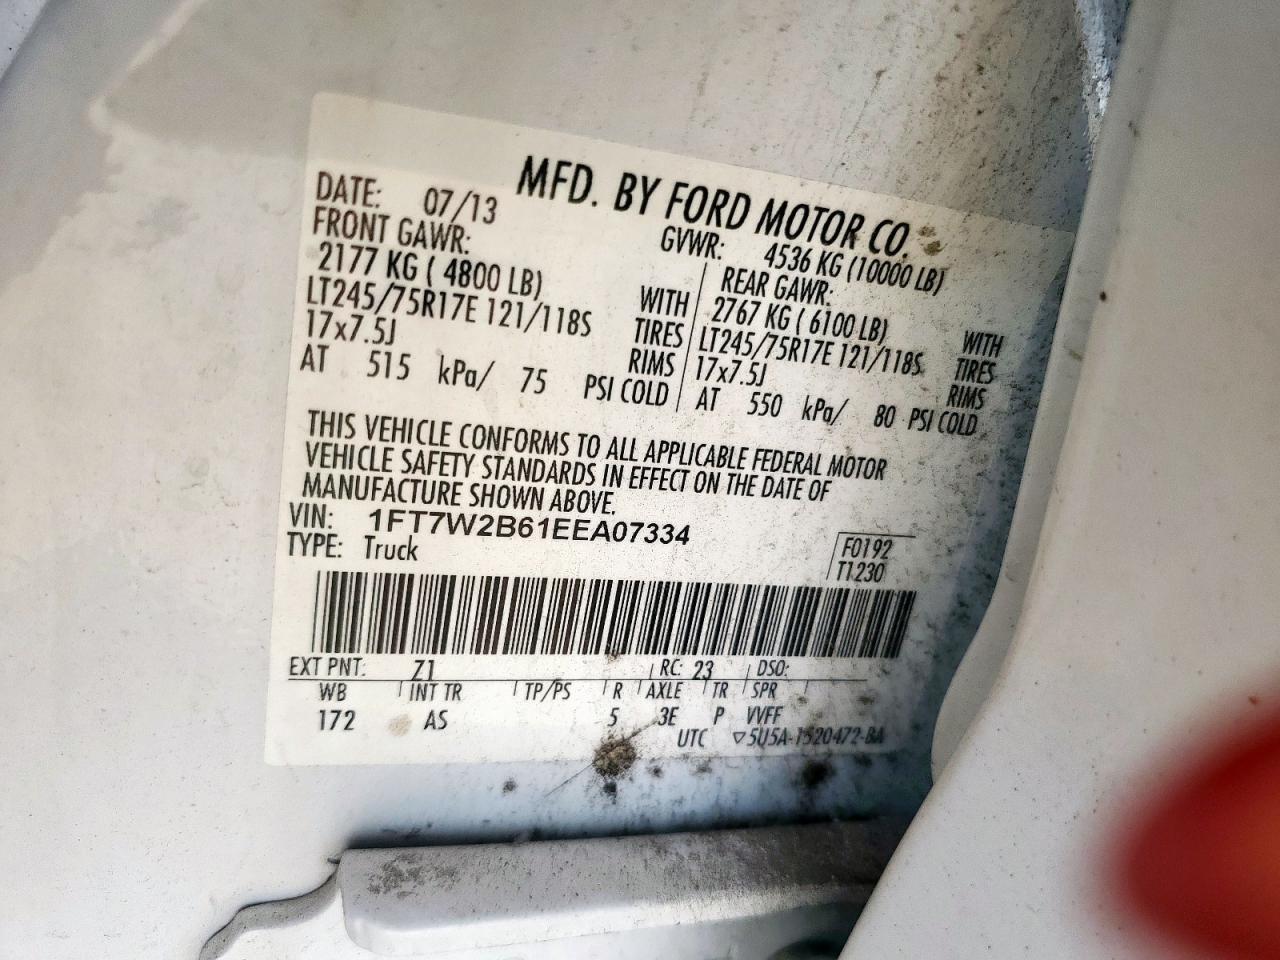 MFD. BY FORD MOTOR CO.
DATE: 07/13 GVWR: 4536 KG (10000 LB)
FRONT GAWR: REAR GAWR:
2177 KG ( 4800 LB) WITH 2767 KG ( 6100 LB) WITH
LT245/75R17E 121/118S TIRES LT245/75R17E 121/118S TIRES
17x7.5J RIMS 17x7.5J RIMS
AT 515 kPa/ 75 PSI COLD AT 550 kPa/ 80 PSI COLD
THIS VEHICLE CONFORMS TO ALL APPLICABLE FEDERAL MOTOR
VEHICLE SAFETY STANDARDS IN EFFECT ON THE DATE OF
MANUFACTURE SHOWN ABOVE.
VIN: 1FT7W2B61EEA07334
TYPE: Truck
F0192
T1230
EXT PNT: Z1 RC: 23 DSO:
WB INT TR TP/PS R AXLE TR SPR
172 AS 5 3E P VVFF
UTC ▽5U5A-1520472-BA